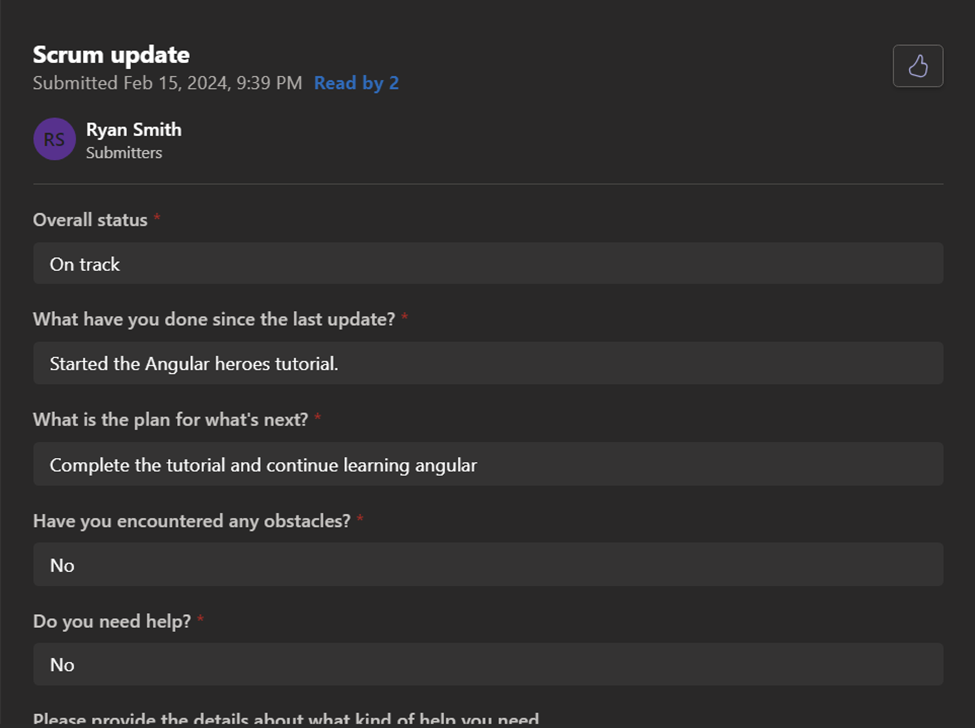 Scrum update
Submitted Feb 15, 2024, 9:39 PM Read by 2
RS
Ryan Smith
Submitters
Overall status *
On track
What have you done since the last update? *
Started the Angular heroes tutorial.
What is the plan for what's next? *
Complete the tutorial and continue learning angular
Have you encountered any obstacles? *
No
Do you need help? *
No
Please provide the details about what kind of help you need